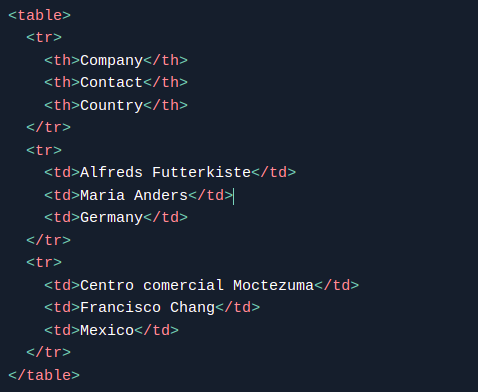 <table>
  <tr>
    <th>Company</th>
    <th>Contact</th>
    <th>Country</th>
  </tr>
  <tr>
    <td>Alfreds Futterkiste</td>
    <td>Maria Anders</td>
    <td>Germany</td>
  </tr>
  <tr>
    <td>Centro comercial Moctezuma</td>
    <td>Francisco Chang</td>
    <td>Mexico</td>
  </tr>
</table>